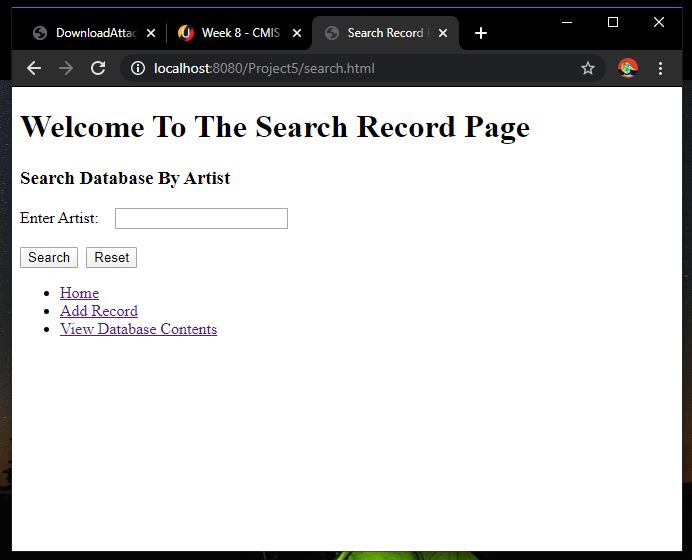 DownloadAttac
Week 8 - CMIS
Search Record
localhost:8080/Project5/search.html
Welcome To The Search Record Page
Search Database By Artist
Enter Artist:
Search Reset
Home
Add Record
View Database Contents